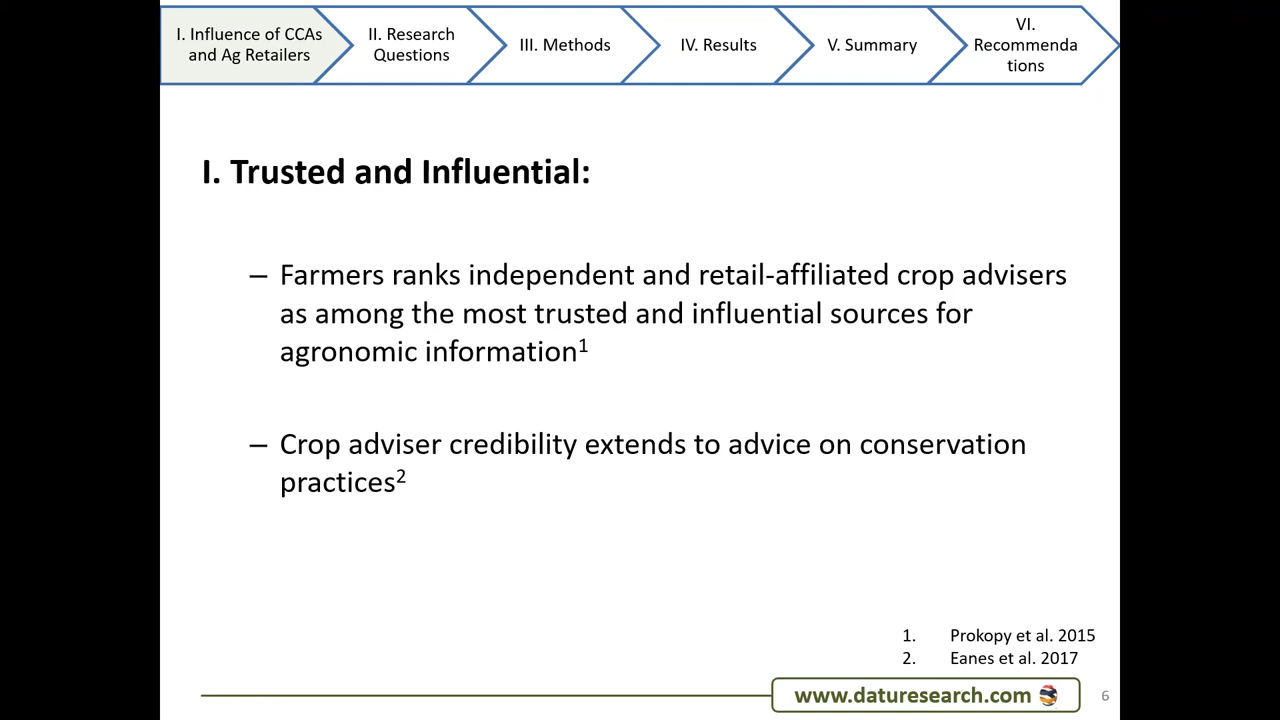 I. Influence of CCAs
and Ag Retailers
II. Research
Questions
III. Methods
IV. Results
V. Summary
VI.
Recommenda
tions
I. Trusted and Influential:
– Farmers ranks independent and retail-affiliated crop advisers
as among the most trusted and influential sources for
agronomic information1
– Crop adviser credibility extends to advice on conservation
practices2
1. Prokopy et al. 2015
2. Eanes et al. 2017
www.daturesearch.com
6